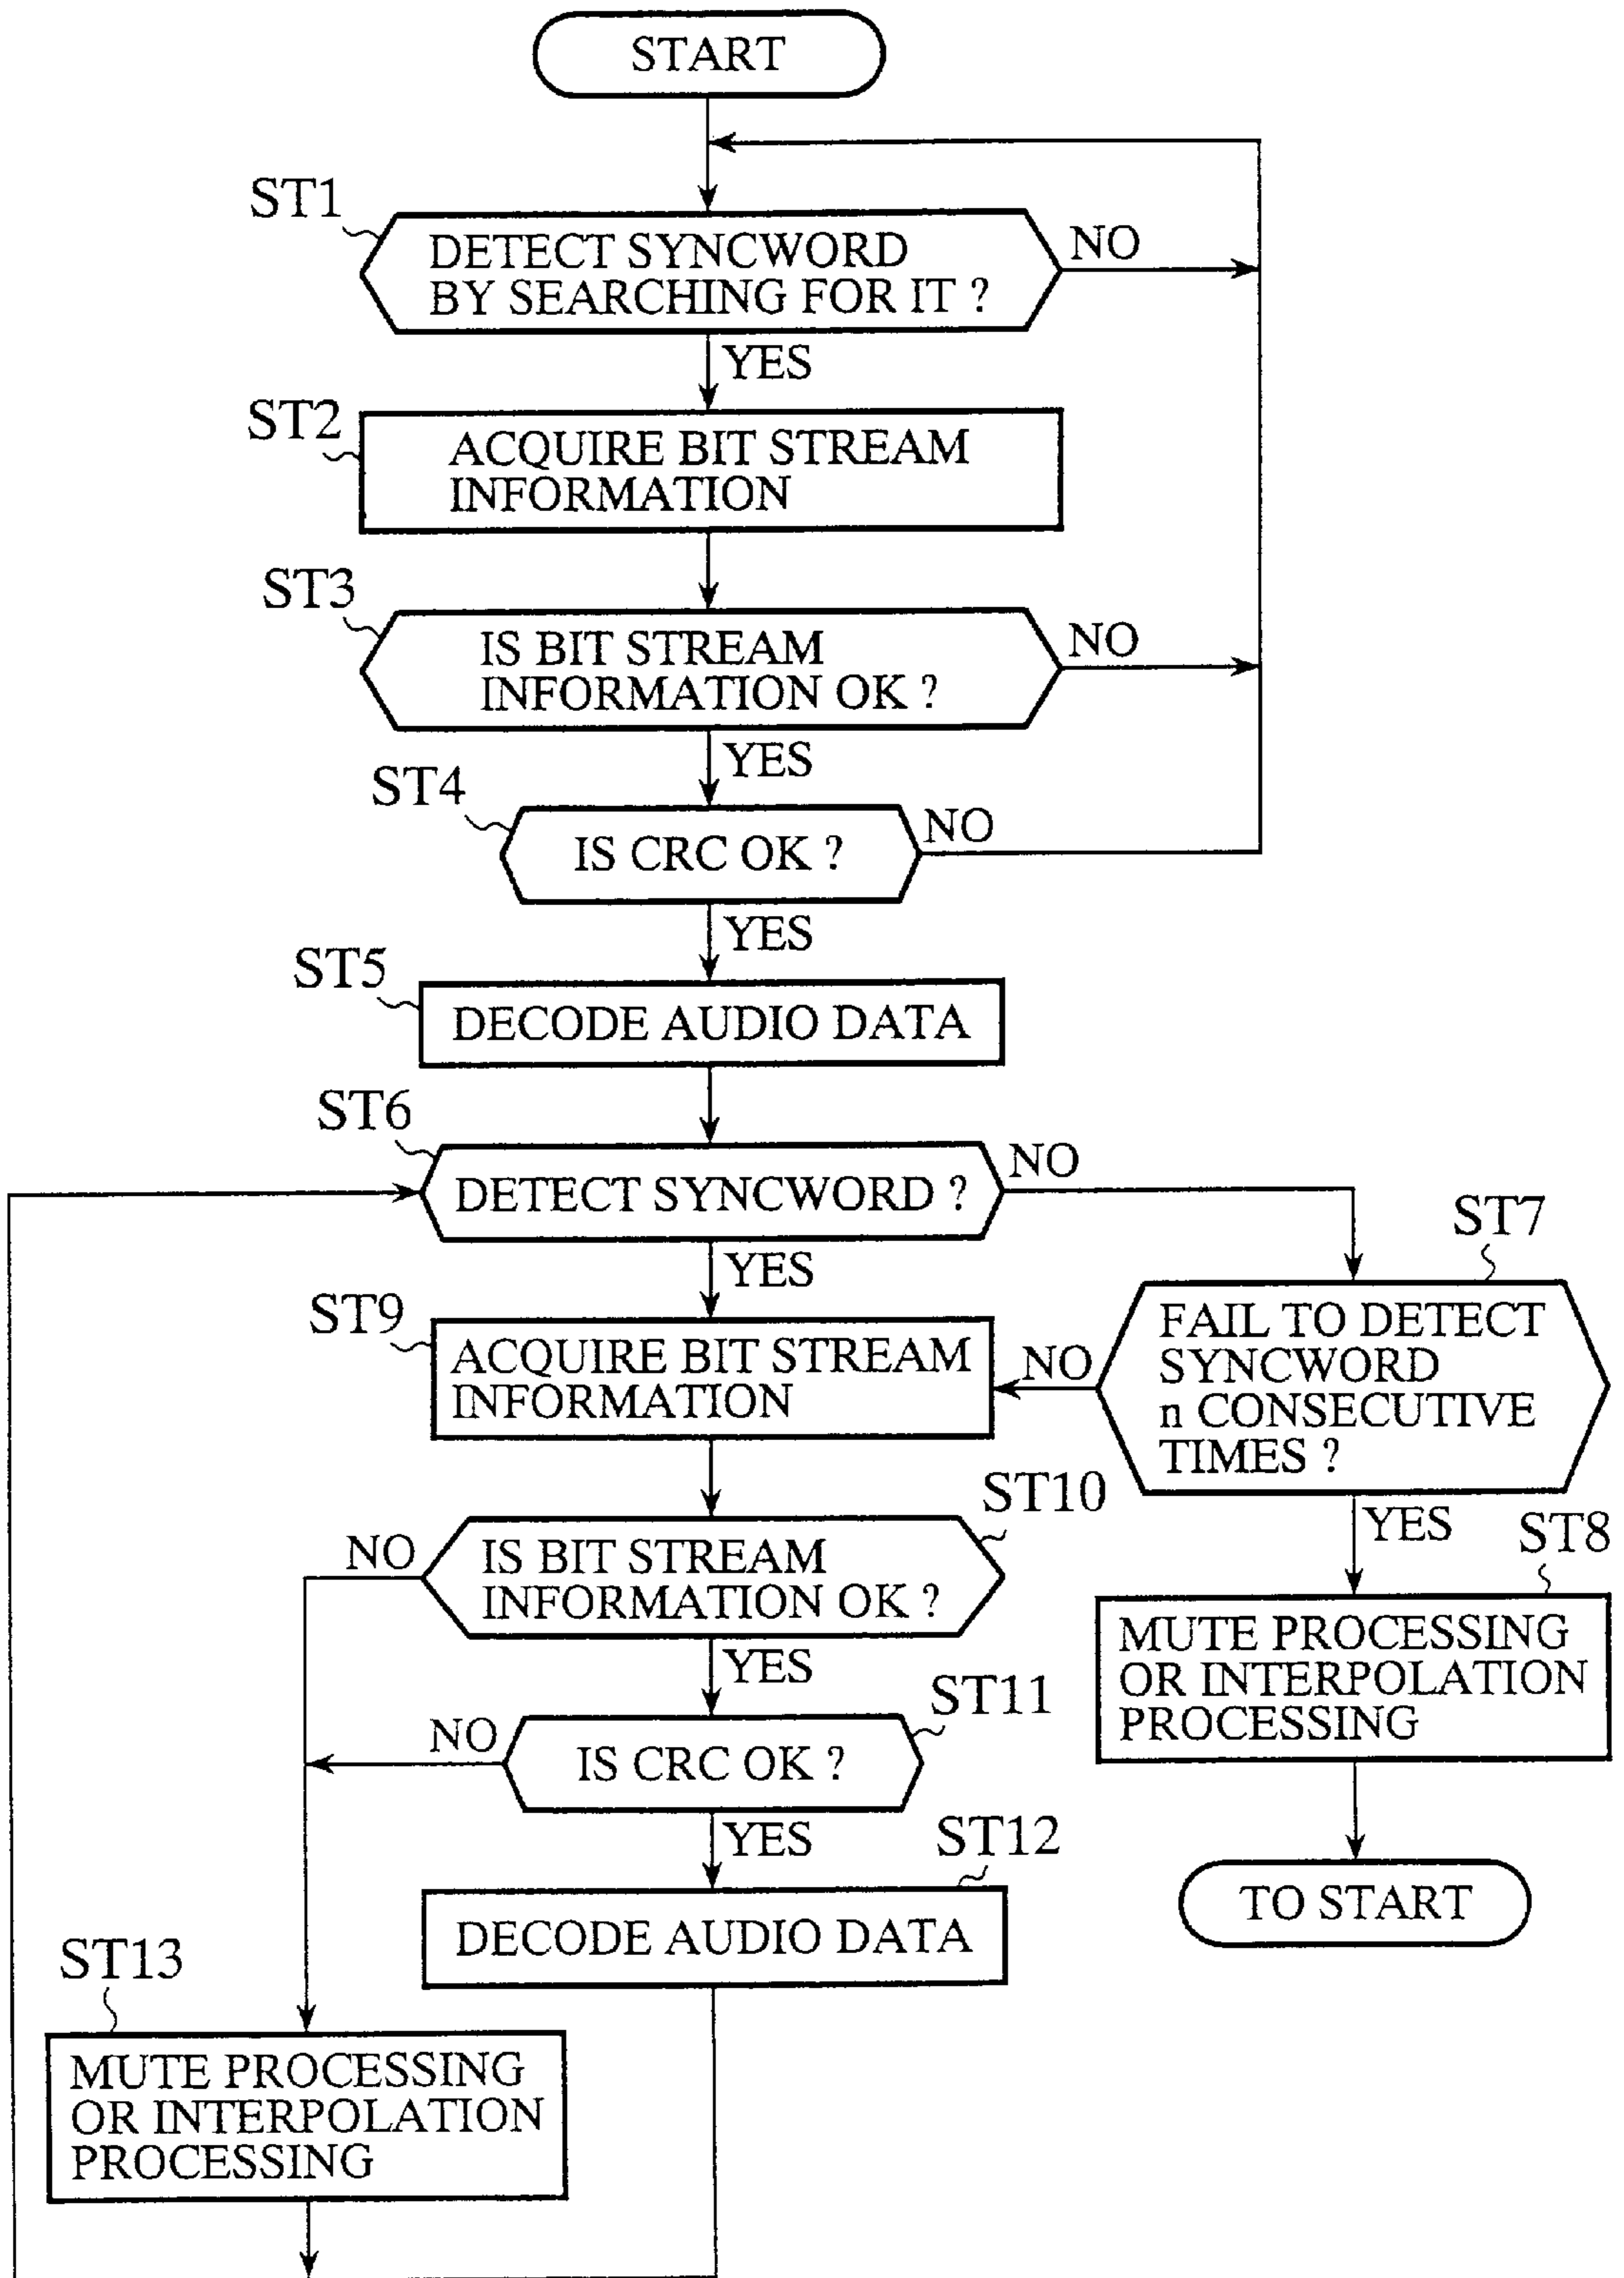 START
ST1
DETECT SYNCWORD
BY SEARCHING FOR IT ?
NO
YES
ST2
ACQUIRE BIT STREAM
INFORMATION
ST3
IS BIT STREAM
INFORMATION OK ?
NO
YES
ST4
IS CRC OK ?
NO
YES
ST5
DECODE AUDIO DATA
ST6
DETECT SYNCWORD ?
NO
YES
ST7
FAIL TO DETECT
SYNCWORD
n CONSECUTIVE
TIMES ?
NO
YES
ST8
MUTE PROCESSING
OR INTERPOLATION
PROCESSING
TO START
ST9
ACQUIRE BIT STREAM
INFORMATION
ST10
IS BIT STREAM
INFORMATION OK ?
NO
YES
ST11
IS CRC OK ?
NO
YES
ST12
DECODE AUDIO DATA
ST13
MUTE PROCESSING
OR INTERPOLATION
PROCESSING